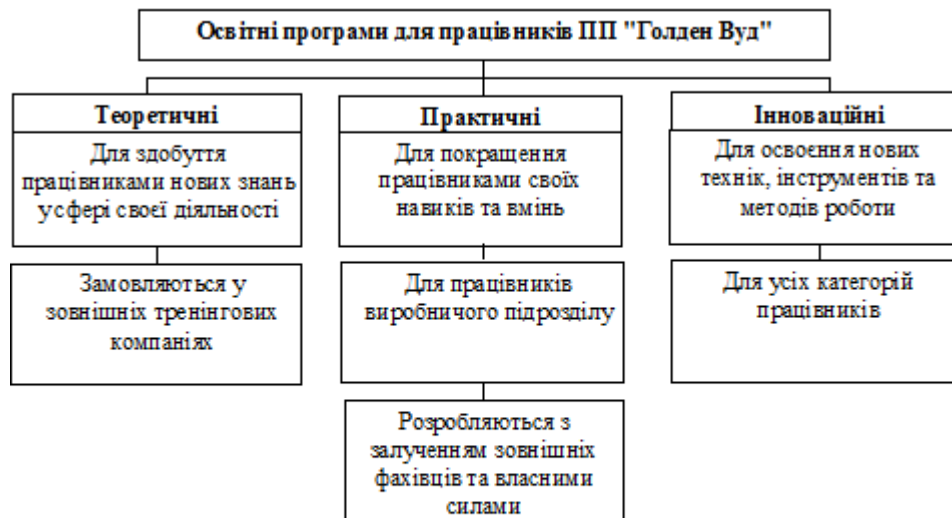 Освітні програми для працівників ПП "Голден Вуд"
Теоретичні
Для здобуття
працівниками нових знань
у сфері своєї діяльності
Замовляються у
зовнішніх тренінгових
компаніях
Практичні
Для покращення
працівниками своїх
навиків та вмінь
Для працівників
виробничого підрозділу
Розробляються з
залученням зовнішніх
фахівців та власними
силами
Інноваційні
Для освоєння нових
технік, інструментів та
методів роботи
Для усіх категорій
працівників